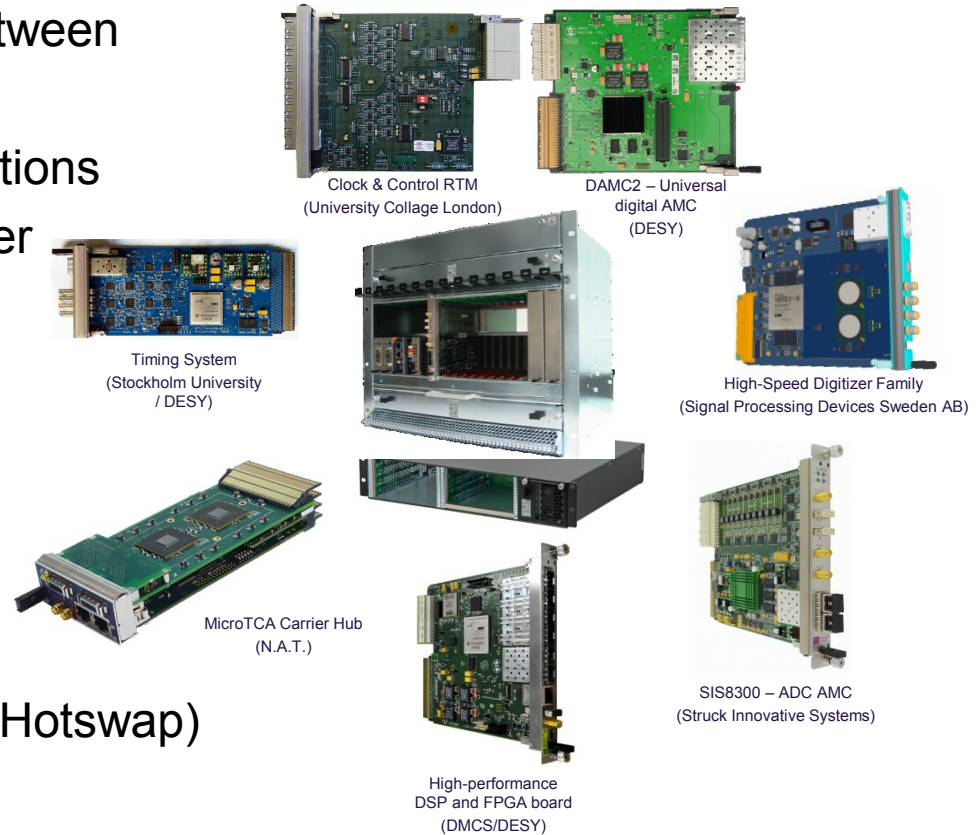 tween
tions
er
Clock & Control RTM
(University Collage London)
DAMC2 – Universal
digital AMC
(DESY)
Timing System
(Stockholm University
/ DESY)
High-Speed Digitizer Family
(Signal Processing Devices Sweden AB)
MicroTCA Carrier Hub
(N.A.T.)
SIS8300 – ADC AMC
(Struck Innovative Systems)
Hotswap)
High-performance
DSP and FPGA board
(DMCS/DESY)